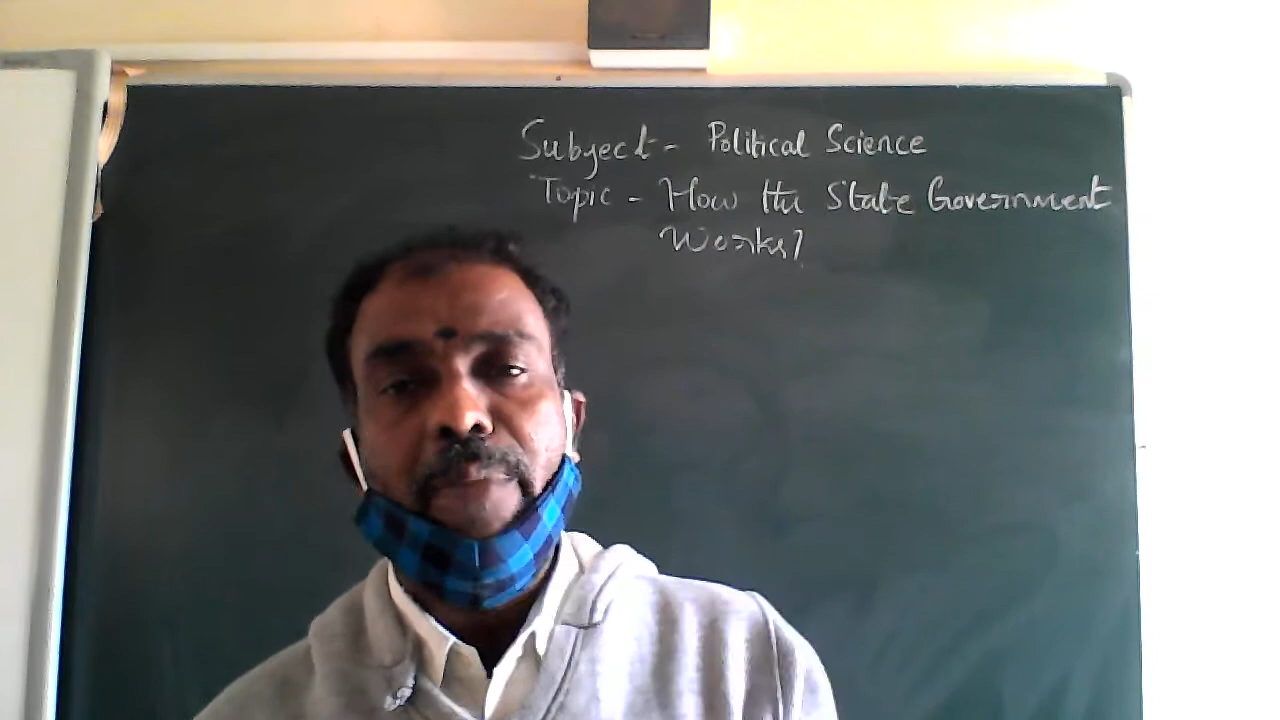 Subject - Political Science
Topic - How the State Government
Works?